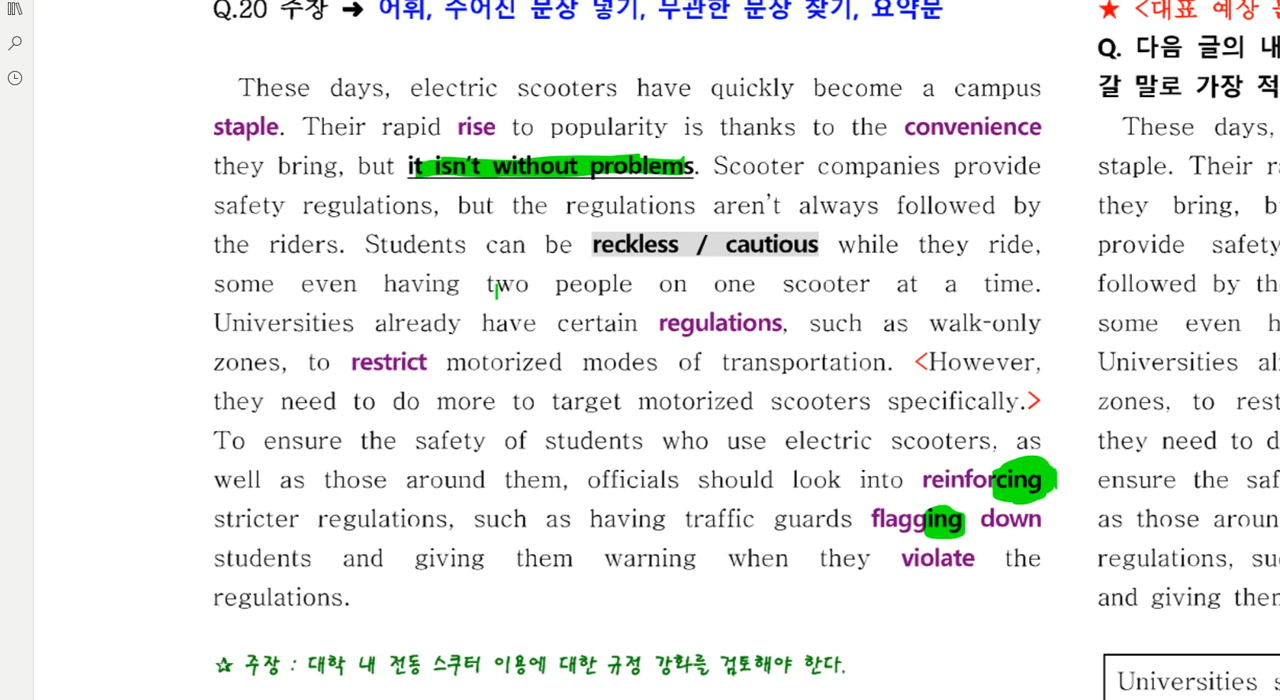 Q.20 주장 → 어휘, 주어진 문장 넣기, 무관한 문장 찾기, 요약문
These days, electric scooters have quickly become a campus
staple. Their rapid rise to popularity is thanks to the convenience
they bring, but it isn't without problems. Scooter companies provide
safety regulations, but the regulations aren't always followed by
the riders. Students can be reckless / cautious while they ride,
some even having two people on one scooter at a time.
Universities already have certain regulations, such as walk-only
zones, to restrict motorized modes of transportation. <However,
they need to do more to target motorized scooters specifically.>
To ensure the safety of students who use electric scooters, as
well as those around them, officials should look into reinforcing
stricter regulations, such as having traffic guards flagging down
students and giving them warning when they violate the
regulations.
☆ 주장 : 대학 내 전동 스쿠터 이용에 대한 규정 강화를 검토해야 한다.
★ <대표 예상
Q. 다음 글의 내
갈 말로 가장 적
These days,
staple. Their r
they bring, b
provide safety
followed by th
some even h
Universities al
zones, to rest
they need to d
ensure the saf
as those aroun
regulations, su
and giving then
Universities s